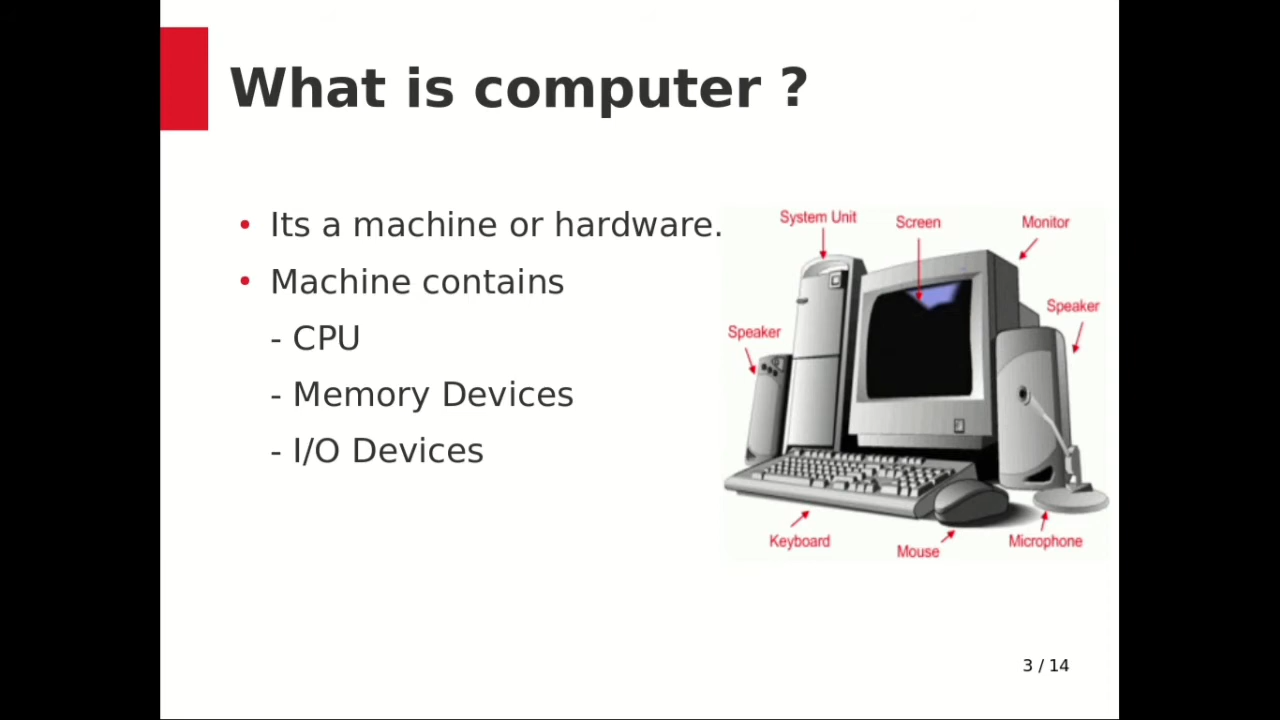 What is computer ?
• Its a machine or hardware.
• Machine contains
- CPU
- Memory Devices
- I/O Devices
System Unit
Screen
Monitor
Speaker
Speaker
Keyboard
Mouse
Microphone
3 / 14